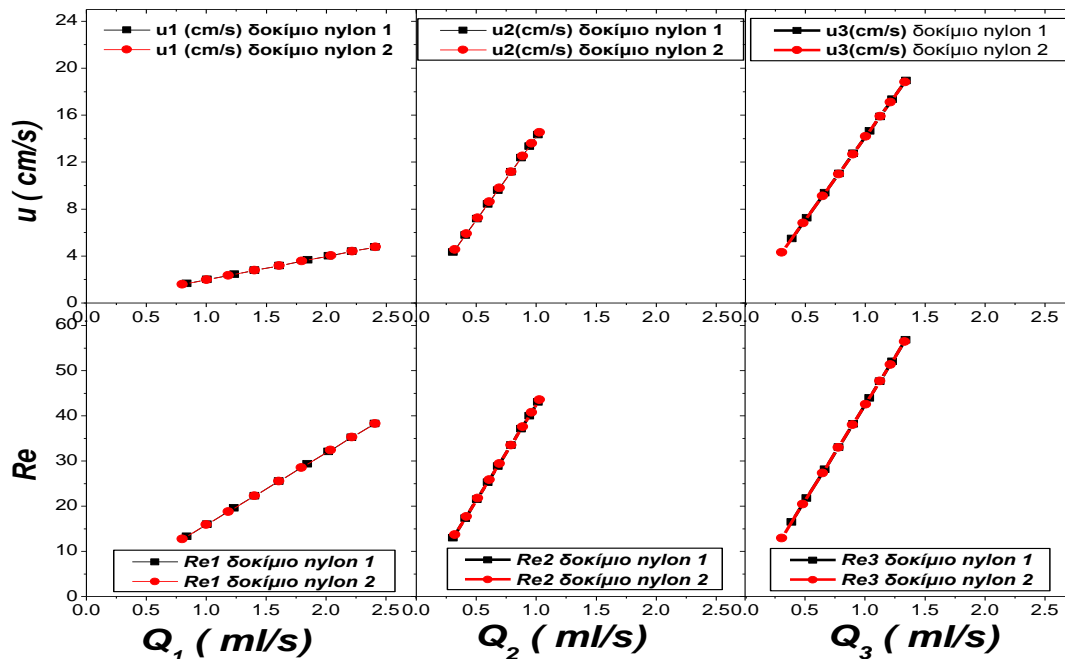 24
20
16
12
8
4
0
u ( cm/s)
u1 (cm/s) δοκίμιο nylon 1
u1 (cm/s) δοκίμιο nylon 2
u2(cm/s) δοκίμιο nylon 1
u2(cm/s) δοκίμιο nylon 2
u3(cm/s) δοκίμιο nylon 1
u3(cm/s) δοκίμιο nylon 2
0.0 0.5 1.0 1.5 2.0 2.5
0.0 0.5 1.0 1.5 2.0 2.5
0.0 0.5 1.0 1.5 2.0 2.5
60
50
40
30
20
10
0
Re
Re1 δοκίμιο nylon 1
Re1 δοκίμιο nylon 2
Re2 δοκίμιο nylon 1
Re2 δοκίμιο nylon 2
Re3 δοκίμιο nylon 1
Re3 δοκίμιο nylon 2
0.0 0.5 1.0 1.5 2.0 2.5
0.0 0.5 1.0 1.5 2.0 2.5
0.0 0.5 1.0 1.5 2.0 2.5
Q1 ( ml/s)
Q2 ( ml/s)
Q3 ( ml/s)